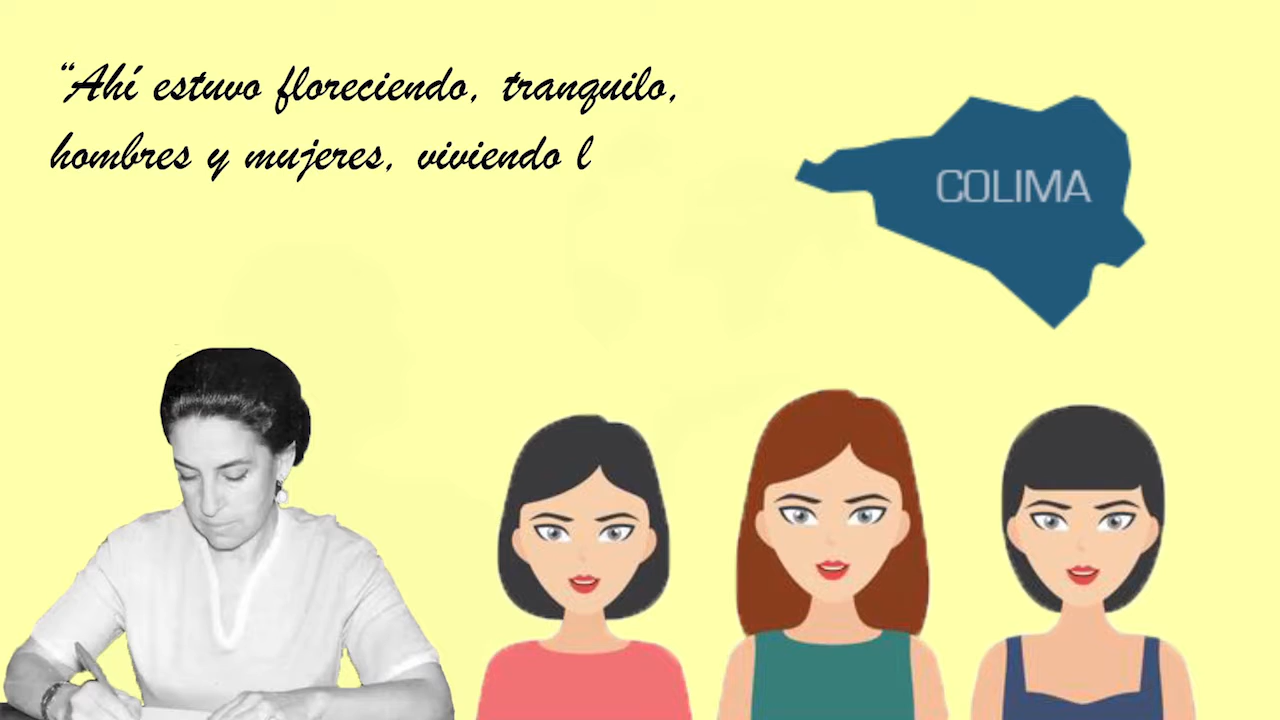 “Ahí estuvo floreciendo, tranquilo,
hombres y mujeres, viviendo l
COLIMA